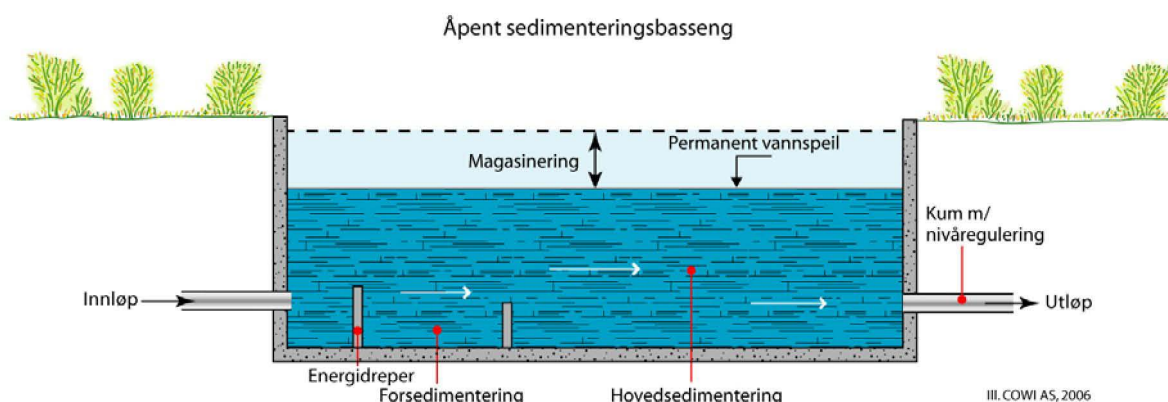 Åpent sedimenteringsbasseng
Magasinering
Permanent vannspeil
Kum m/
nivåregulering
Innløp
Utløp
Energidreper
Forsedimentering
Hovedsedimentering
Ill. COWI AS, 2006